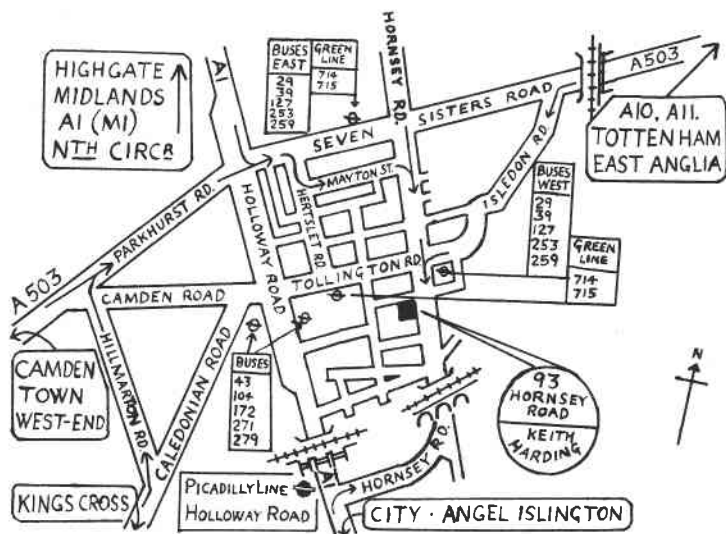 HIGHGATE
MIDLANDS
A1 (M1)
NTH CIRCR
A1
BUSES
EAST
29
39
127
253
259
GREEN
LINE
714
715
HORNSEY RD.
SEVEN SISTERS ROAD
A503
A10, A11.
TOTTENHAM
EAST ANGLIA
ISLEDON RD.
MAYTON ST.
HERTSLET RD.
PARKHURST RD.
HOLLOWAY ROAD
TOLLINGTON RD.
BUSES
WEST
29
39
127
253
259
GREEN
LINE
714
715
A503
CAMDEN ROAD
CAMDEN
TOWN
WEST-END
HILLMARTON RD.
CALEDONIAN ROAD
BUSES
43
104
172
271
279
93
HORNSEY
ROAD
KEITH
HARDING
N
KINGS CROSS
PICADILLY LINE
HOLLOWAY ROAD
A1
HORNSEY RD.
CITY · ANGEL ISLINGTON